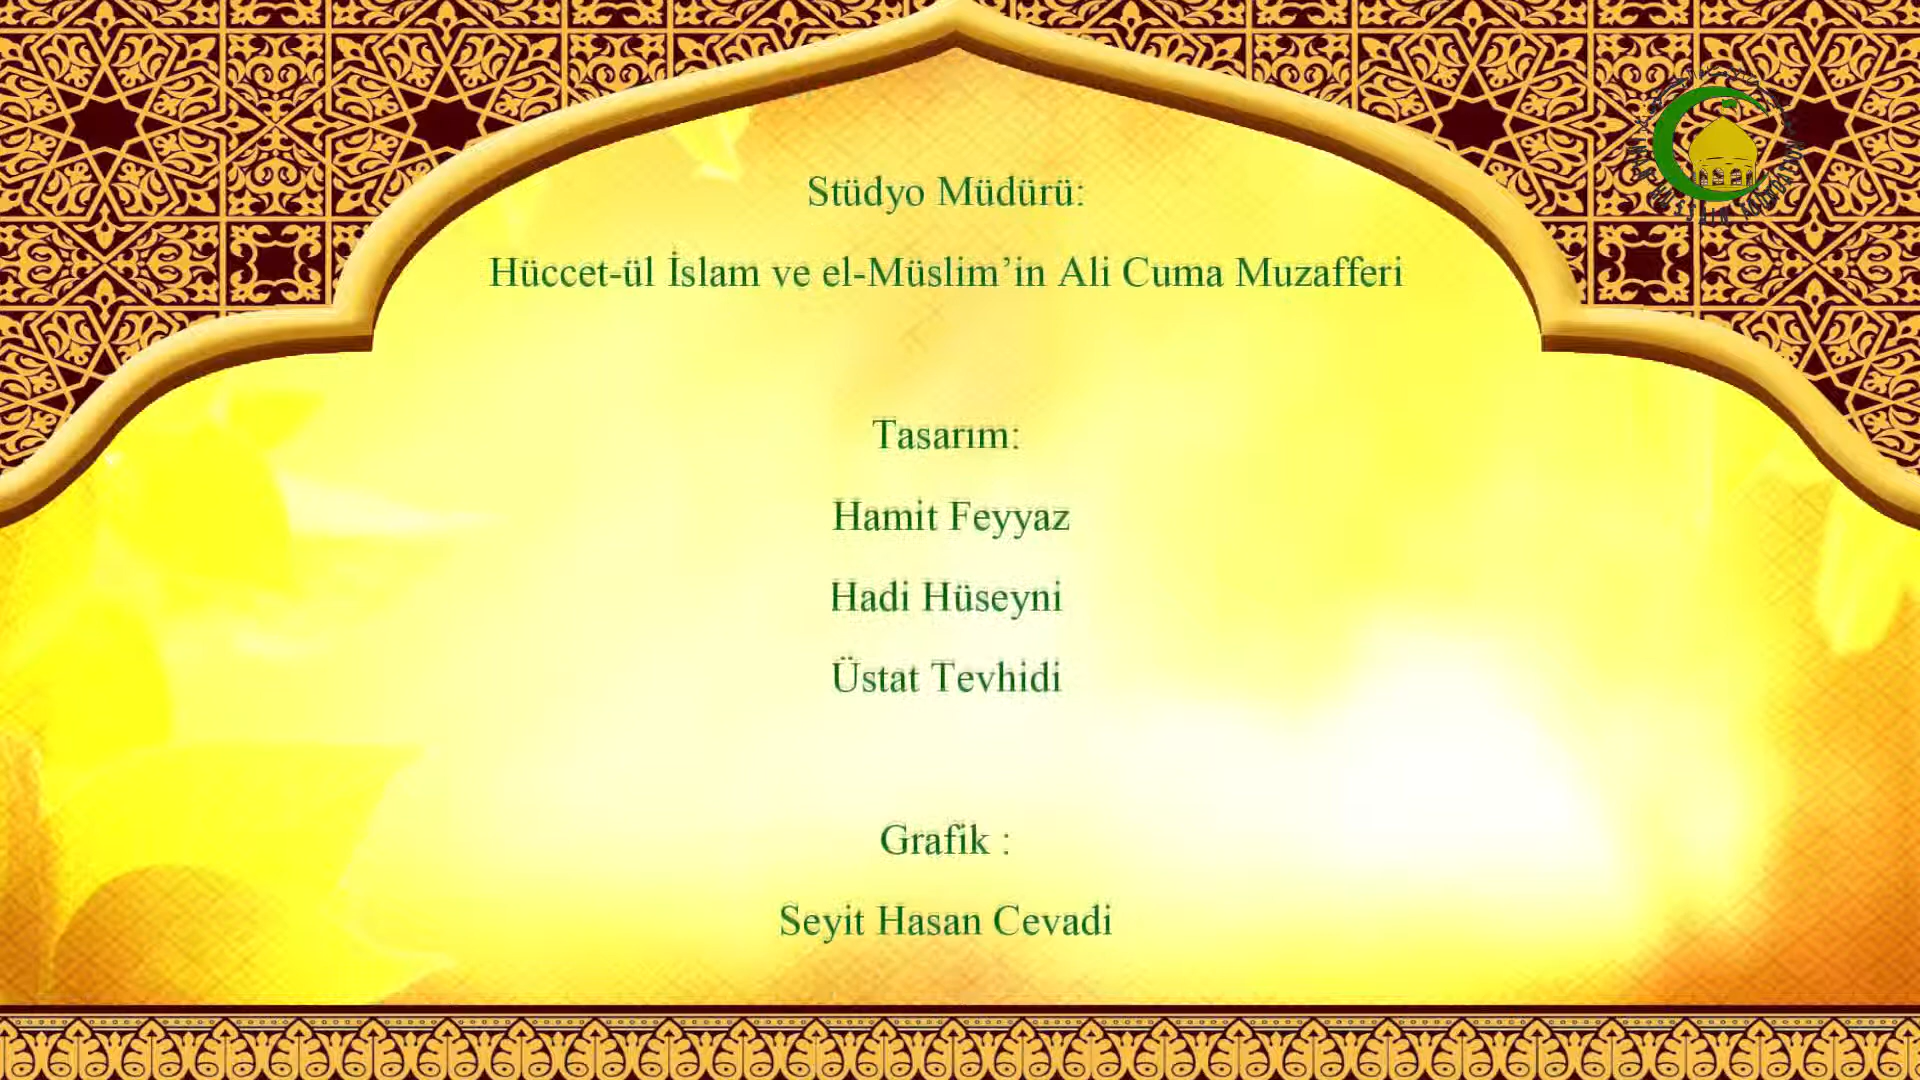 Stüdyo Müdürü:
Hüccet-ül İslam ve el-Müslim’in Ali Cuma Muzafferi
Tasarım:
Hamit Feyyaz
Hadi Hüseyni
Üstat Tevhidi
Grafik :
Seyit Hasan Cevadi